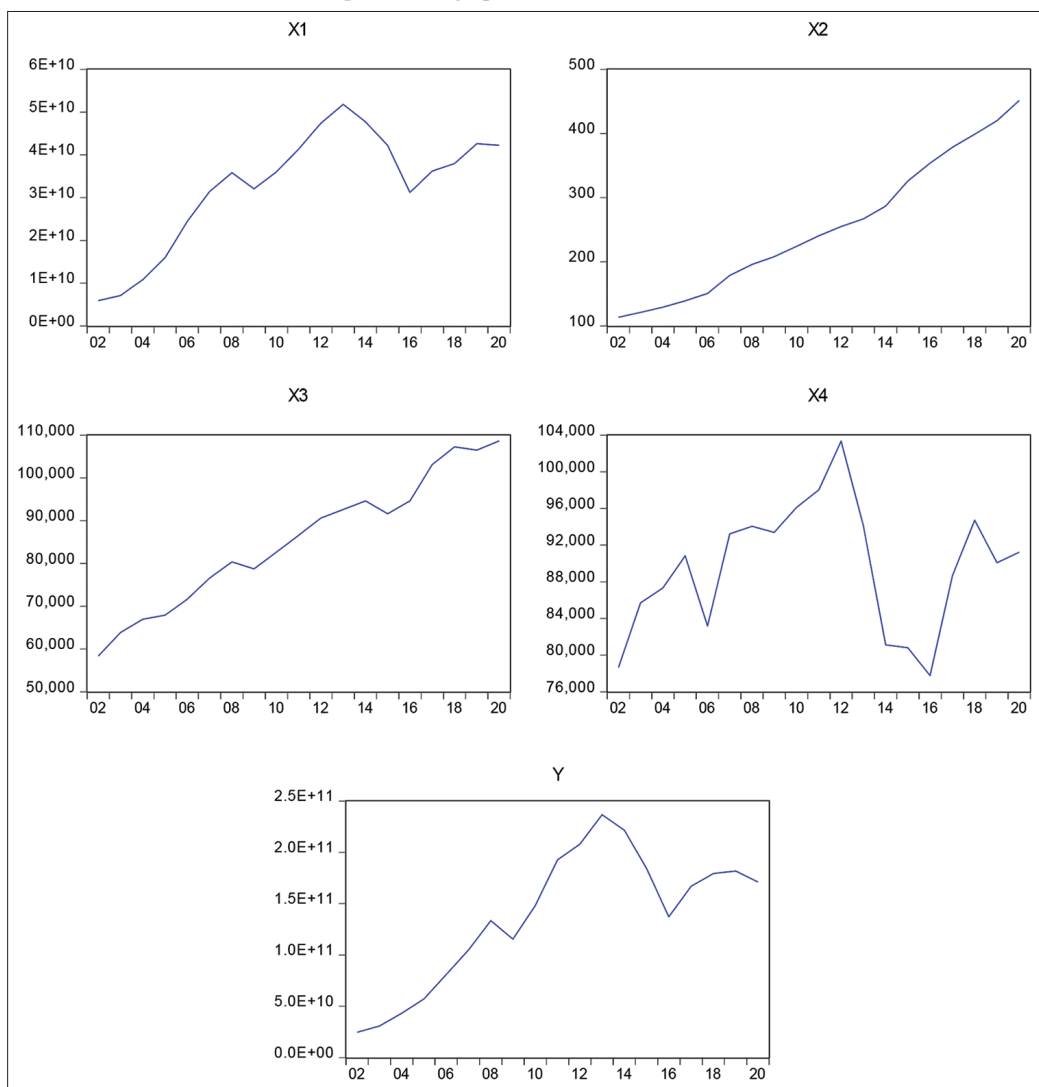 X1
6E+10
5E+10
4E+10
3E+10
2E+10
1E+10
0E+00
02 04 06 08 10 12 14 16 18 20
X2
500
400
300
200
100
02 04 06 08 10 12 14 16 18 20
X3
110,000
100,000
90,000
80,000
70,000
60,000
50,000
02 04 06 08 10 12 14 16 18 20
X4
104,000
100,000
96,000
92,000
88,000
84,000
80,000
76,000
02 04 06 08 10 12 14 16 18 20
Y
2.5E+11
2.0E+11
1.5E+11
1.0E+11
5.0E+10
0.0E+00
02 04 06 08 10 12 14 16 18 20